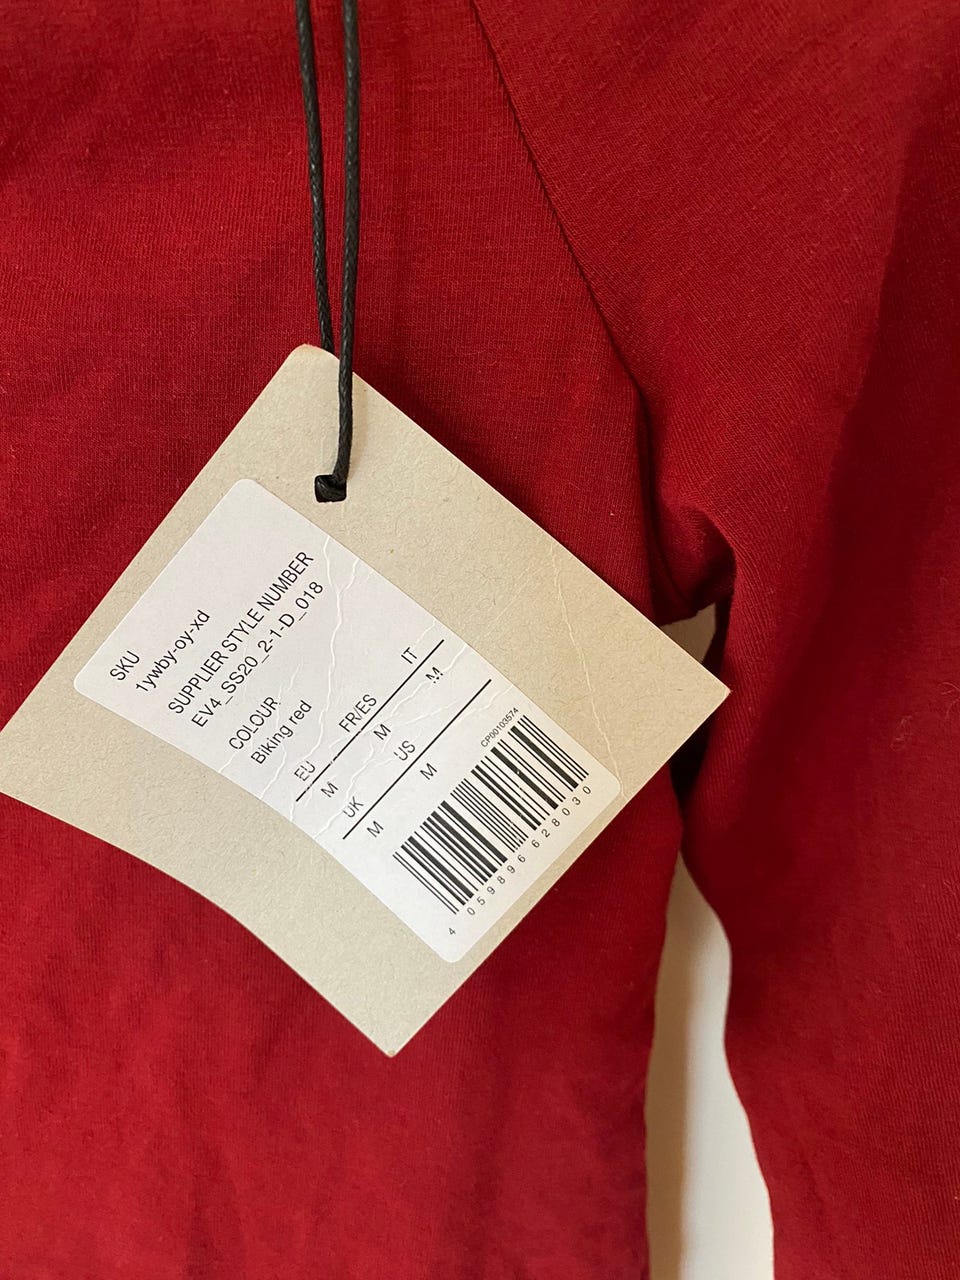 SKU
1ywby-oy-xd
SUPPLIER STYLE NUMBER
EV4_SS20_2-1-D_018
COLOUR
Biking red
EU FR/ES IT
M M M
UK US
M M
CP00103574
4 059896 628030